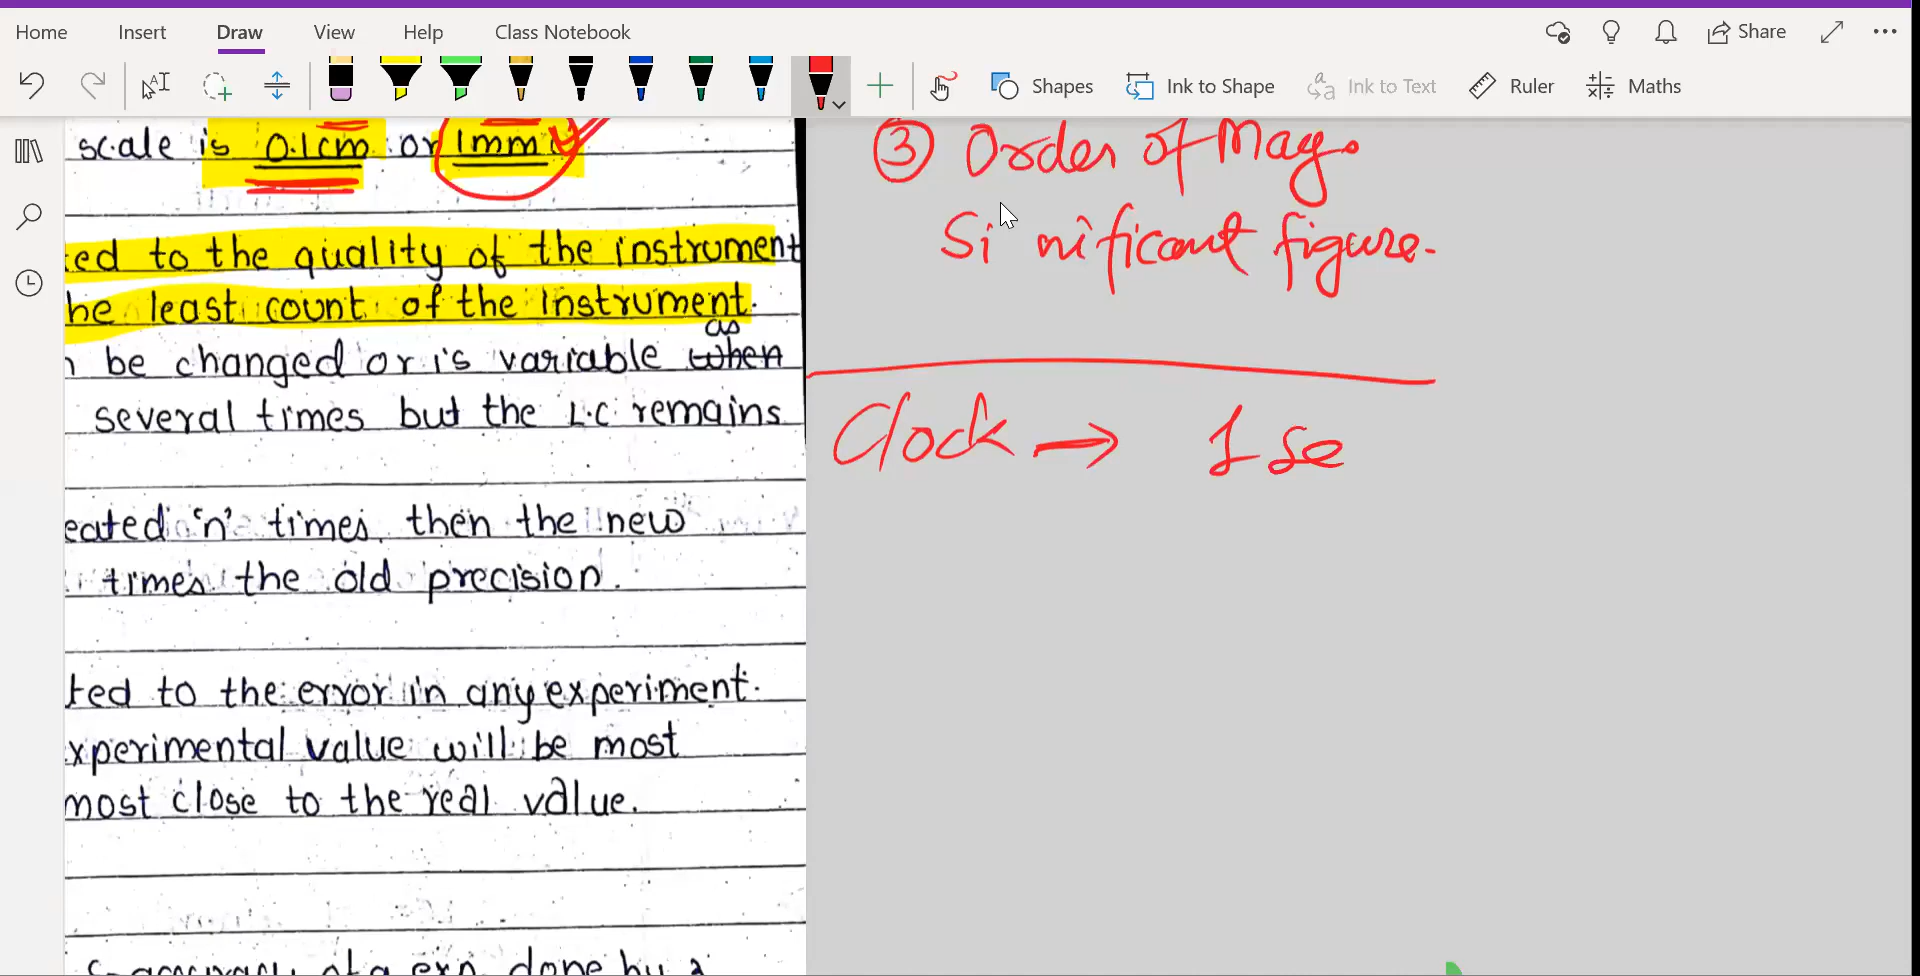 Home Insert Draw View Help Class Notebook Share
Ink to Shape Shapes Ink to Text Ruler Maths
scale is 0.1cm or 1mm
ted to the quality of the instrument
he least count of the instrument.
as
n be changed or is variable when
several times but the L.C remains
eated 'n' times, then the new
times the old precision.
ted to the error in any experiment.
xperimental value will be most
most close to the real value.
③ Order of Mag.
Si nificant figure.
Clock → 1 se